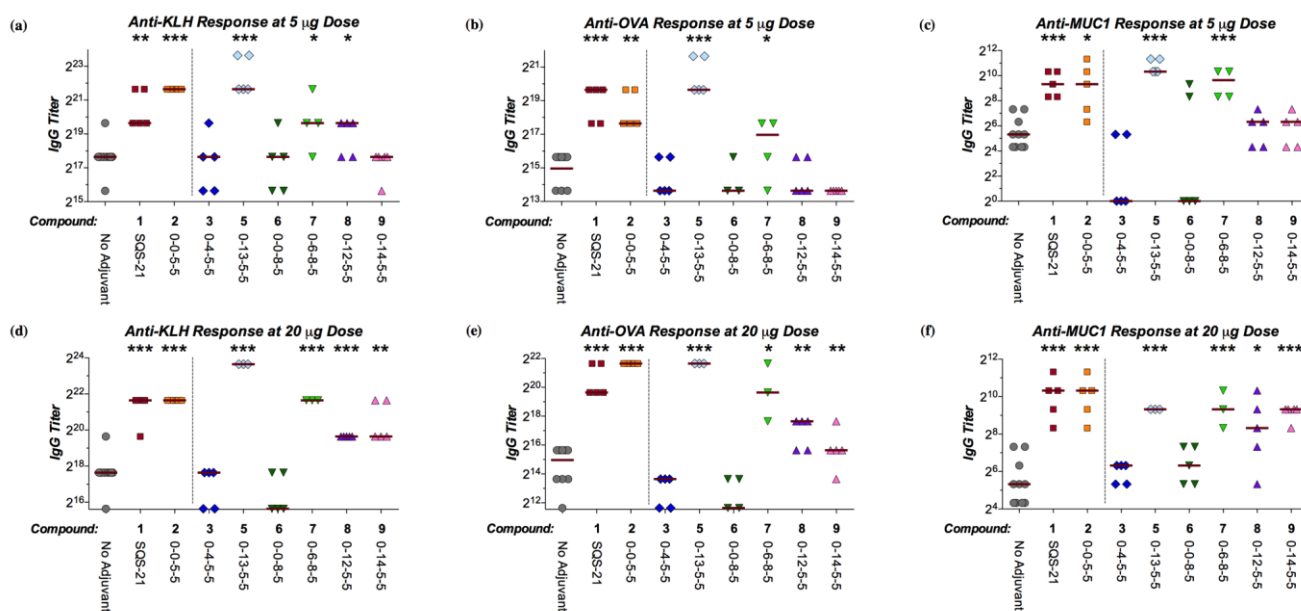 (a)
Anti-KLH Response at 5 μg Dose
** *** *** * *
IgG Titer
2^23
2^21
2^19
2^17
2^15
Compound: 1 2 3 5 6 7 8 9
No Adjuvant
SQS-21
0-0-5-5
0-4-5-5
0-13-5-5
0-0-8-5
0-6-8-5
0-12-5-5
0-14-5-5
(b)
Anti-OVA Response at 5 μg Dose
*** ** *** *
IgG Titer
2^23
2^21
2^19
2^17
2^15
2^13
Compound: 1 2 3 5 6 7 8 9
No Adjuvant
SQS-21
0-0-5-5
0-4-5-5
0-13-5-5
0-0-8-5
0-6-8-5
0-12-5-5
0-14-5-5
(c)
Anti-MUC1 Response at 5 μg Dose
*** * *** ***
IgG Titer
2^12
2^10
2^8
2^6
2^4
2^2
2^0
Compound: 1 2 3 5 6 7 8 9
No Adjuvant
SQS-21
0-0-5-5
0-4-5-5
0-13-5-5
0-0-8-5
0-6-8-5
0-12-5-5
0-14-5-5
(d)
Anti-KLH Response at 20 μg Dose
*** *** *** *** *** **
IgG Titer
2^24
2^22
2^20
2^18
2^16
Compound: 1 2 3 5 6 7 8 9
No Adjuvant
SQS-21
0-0-5-5
0-4-5-5
0-13-5-5
0-0-8-5
0-6-8-5
0-12-5-5
0-14-5-5
(e)
Anti-OVA Response at 20 μg Dose
*** *** *** * ** **
IgG Titer
2^22
2^20
2^18
2^16
2^14
2^12
Compound: 1 2 3 5 6 7 8 9
No Adjuvant
SQS-21
0-0-5-5
0-4-5-5
0-13-5-5
0-0-8-5
0-6-8-5
0-12-5-5
0-14-5-5
(f)
Anti-MUC1 Response at 20 μg Dose
*** *** *** *** * ***
IgG Titer
2^12
2^10
2^8
2^6
2^4
Compound: 1 2 3 5 6 7 8 9
No Adjuvant
SQS-21
0-0-5-5
0-4-5-5
0-13-5-5
0-0-8-5
0-6-8-5
0-12-5-5
0-14-5-5